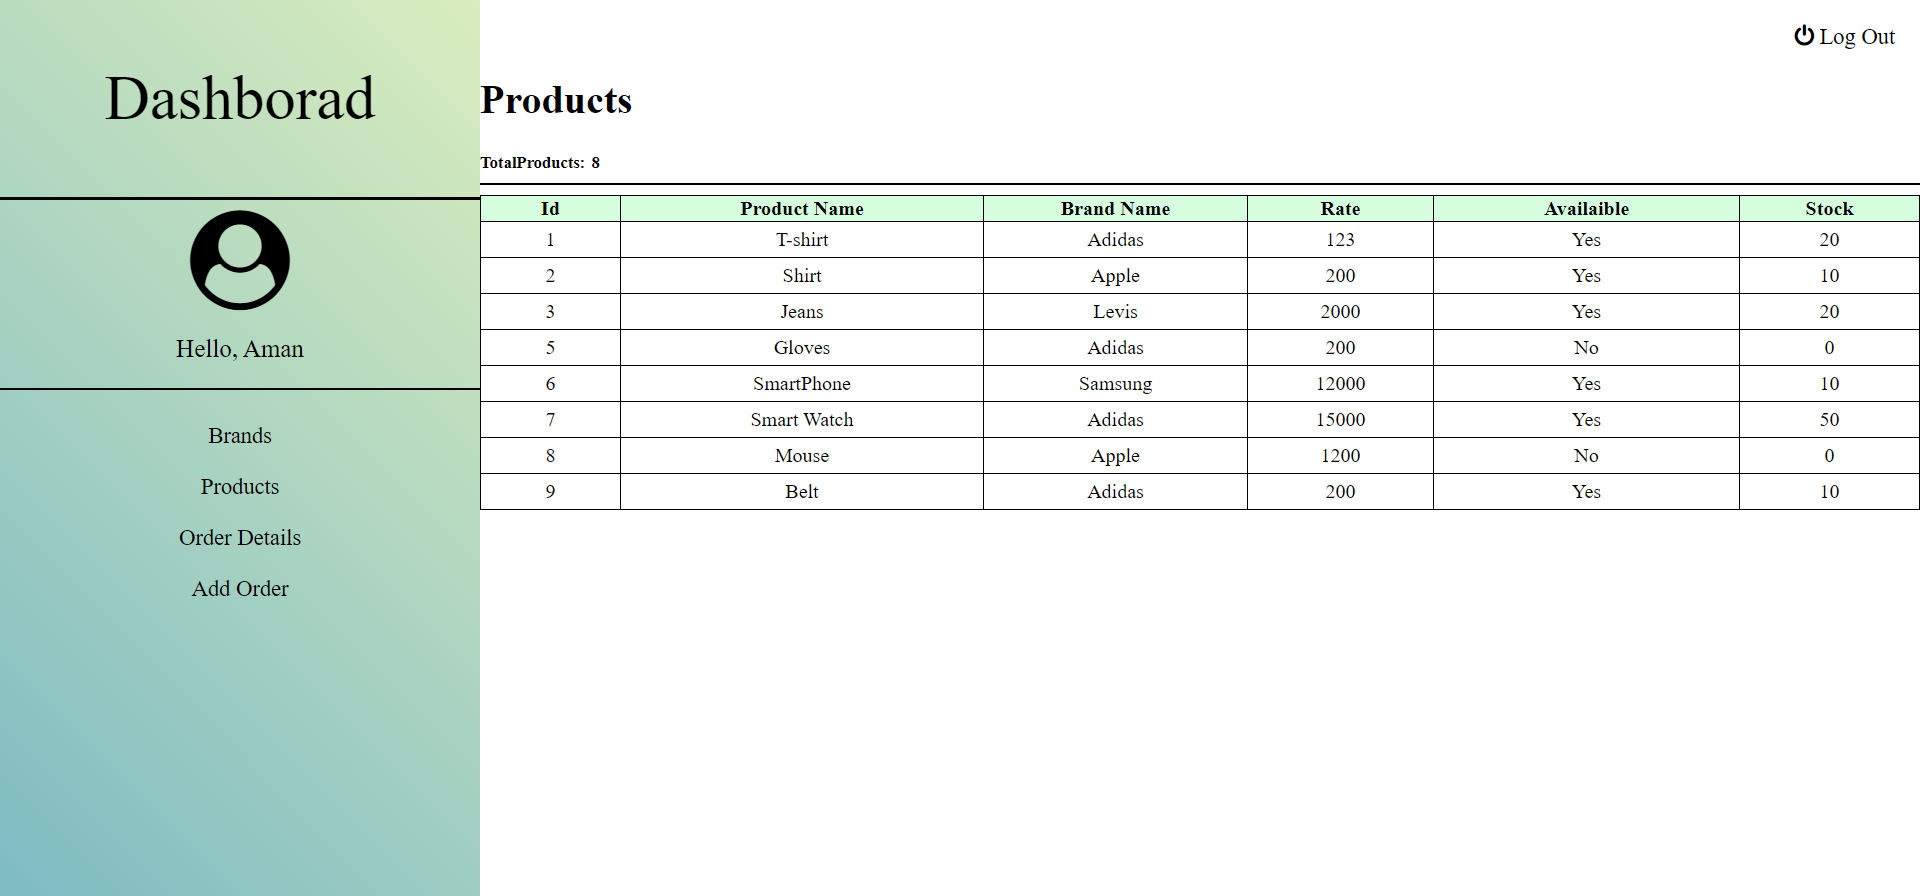 Dashborad
Hello, Aman
Brands
Products
Order Details
Add Order
Log Out
Products
TotalProducts: 8
Id Product Name Brand Name Rate Availaible Stock
1 T-shirt Adidas 123 Yes 20
2 Shirt Apple 200 Yes 10
3 Jeans Levis 2000 Yes 20
5 Gloves Adidas 200 No 0
6 SmartPhone Samsung 12000 Yes 10
7 Smart Watch Adidas 15000 Yes 50
8 Mouse Apple 1200 No 0
9 Belt Adidas 200 Yes 10